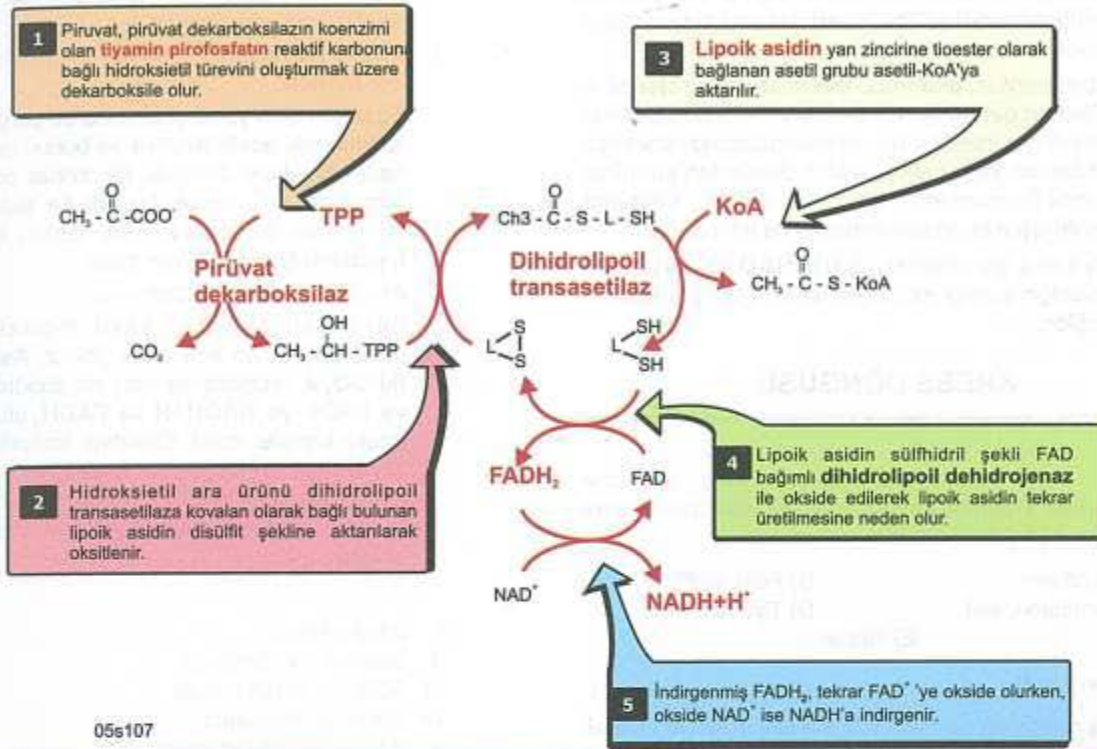 1 Piruvat, pirüvat dekarboksilazın koenzimi
olan tiyamin pirofosfatın reaktif karbonuna
bağlı hidroksietil türevini oluşturmak üzere
dekarboksile olur.
3 Lipoik asidin yan zincirine tioester olarak
bağlanan asetil grubu asetil-KoA'ya
aktarılır.
O
CH₃ - C - COO⁻
TPP
O
Ch3 - C - S - L - SH
KoA
Pirüvat
dekarboksilaz
Dihidrolipoil
transasetilaz
O
CH₃ - C - S - KoA
CO₂
OH
CH₃ - CH - TPP
S
L
S
SH
L
SH
2 Hidroksietil ara ürünü dihidrolipoil
transasetilaza kovalan olarak bağlı bulunan
lipoik asidin disülfit şekline aktarılarak
oksitlenir.
FADH₂
FAD
4 Lipoik asidin sülfhidril şekli FAD
bağımlı dihidrolipoil dehidrojenaz
ile okside edilerek lipoik asidin tekrar
üretilmesine neden olur.
NAD⁺
NADH+H⁺
5 İndirgenmiş FADH₂, tekrar FAD⁺ 'ye okside olurken,
okside NAD⁺ ise NADH'a indirgenir.
05s107